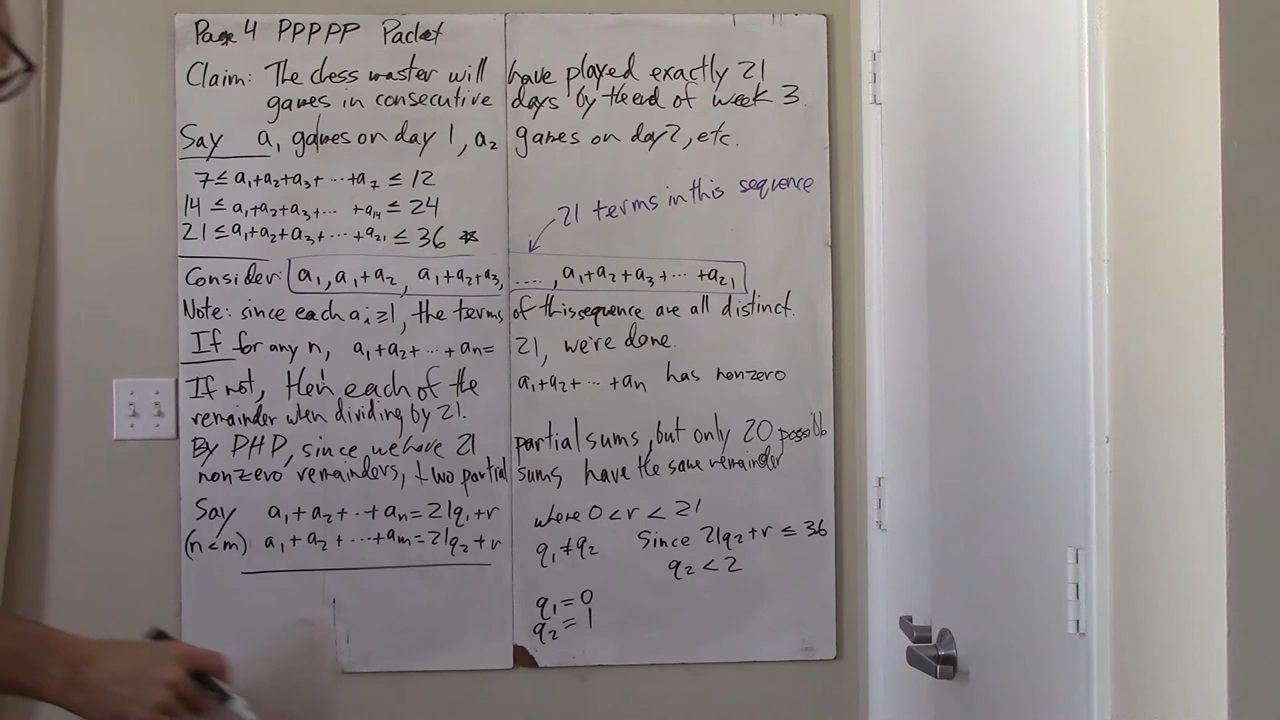 Page 4 PPPPP Packet
Claim: The chess master will have played exactly 21
games in consecutive days by the end of week 3.
Say a₁ games on day 1, a₂ games on day 2, etc.
7 ≤ a₁+a₂+a₃+ ⋯ +a₇ ≤ 12
14 ≤ a₁+a₂+a₃+ ⋯ +a₁₄ ≤ 24
21 ≤ a₁+a₂+a₃+ ⋯ +a₂₁ ≤ 36 *
21 terms in this sequence
Consider: a₁, a₁+a₂, a₁+a₂+a₃, ...., a₁+a₂+a₃+ ⋯ +a₂₁
Note: since each aᵢ ≥ 1, the terms of this sequence are all distinct.
If for any n, a₁+a₂+ ⋯ +aₙ = 21, we're done.
If not, then each of the a₁+a₂+ ⋯ +aₙ has nonzero
remainder when dividing by 21.
By PHP, since we have 21 partial sums, but only 20 possible
nonzero remainders, two partial sums have the same remainder
Say a₁+a₂+ ⋯ +aₙ = 21q₁+r where 0 < r < 21
(n<m) a₁+a₂+ ⋯ +aₘ = 21q₂+r q₁ ≠ q₂ Since 21q₂+r ≤ 36
q₂ < 2
q₁ = 0
q₂ = 1